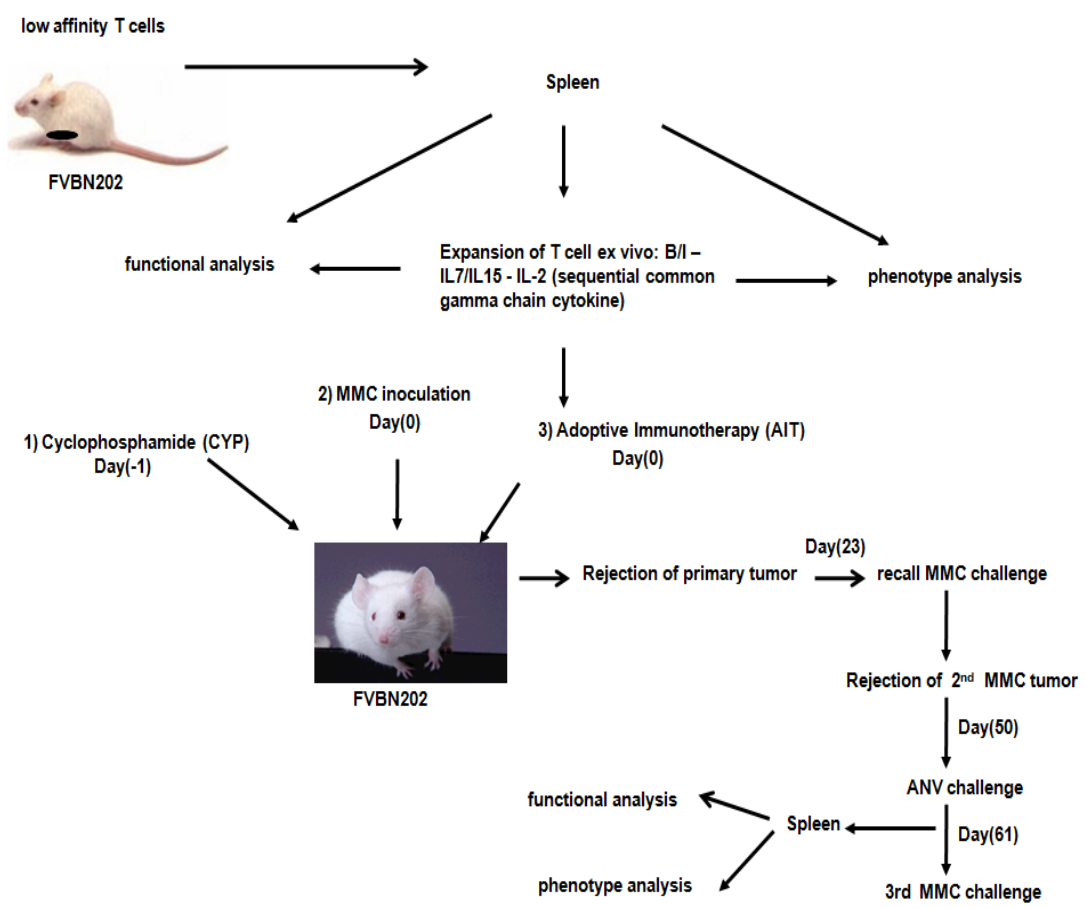 low affinity T cells
Spleen
FVBN202
functional analysis
Expansion of T cell ex vivo: B/I –
IL7/IL15 - IL-2 (sequential common
gamma chain cytokine)
phenotype analysis
2) MMC inoculation
Day(0)
1) Cyclophosphamide (CYP)
Day(-1)
3) Adoptive Immunotherapy (AIT)
Day(0)
FVBN202
Rejection of primary tumor
Day(23)
recall MMC challenge
Rejection of 2nd MMC tumor
Day(50)
ANV challenge
Day(61)
Spleen
functional analysis
phenotype analysis
3rd MMC challenge